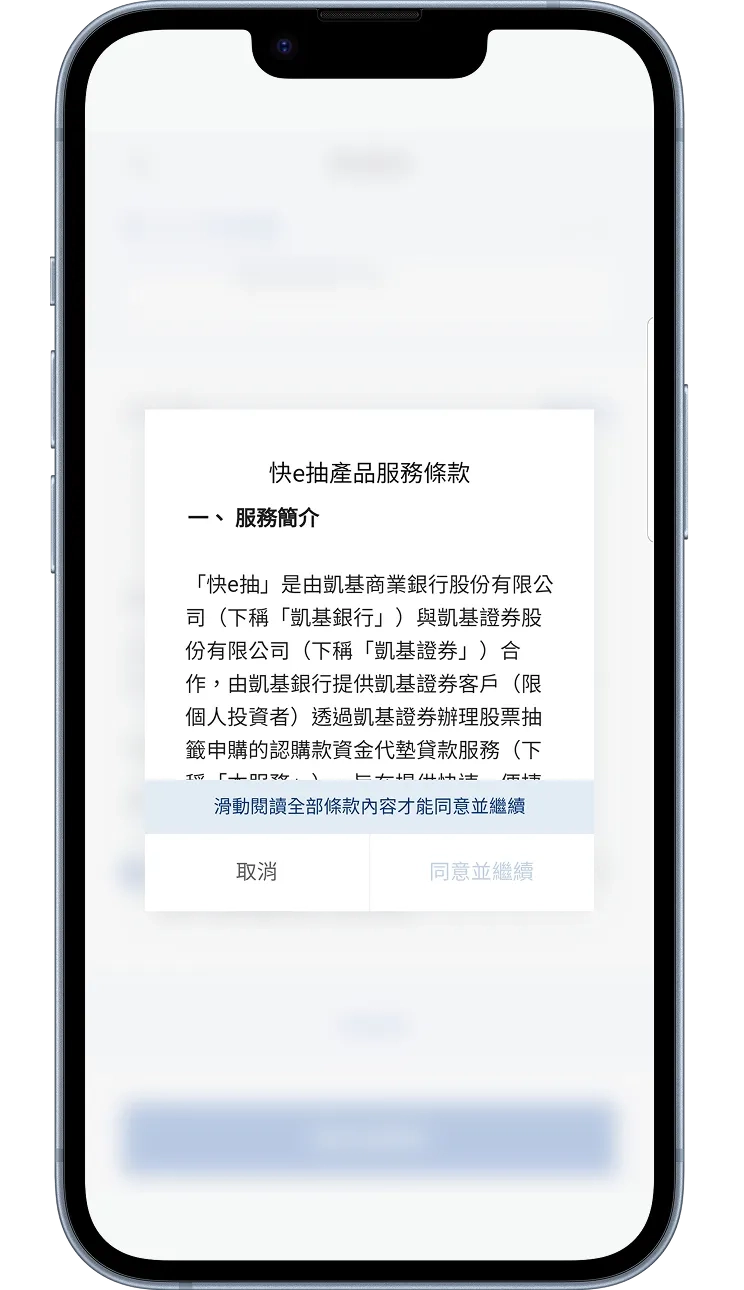 快e抽產品服務條款
一、 服務簡介
「快e抽」是由凱基商業銀行股份有限公
司（下稱「凱基銀行」）與凱基證券股
份有限公司（下稱「凱基證券」）合
作，由凱基銀行提供凱基證券客戶（限
個人投資者）透過凱基證券辦理股票抽
籤申購的認購款資金代墊貸款服務（下
滑動閱讀全部條款內容才能同意並繼續
取消
同意並繼續